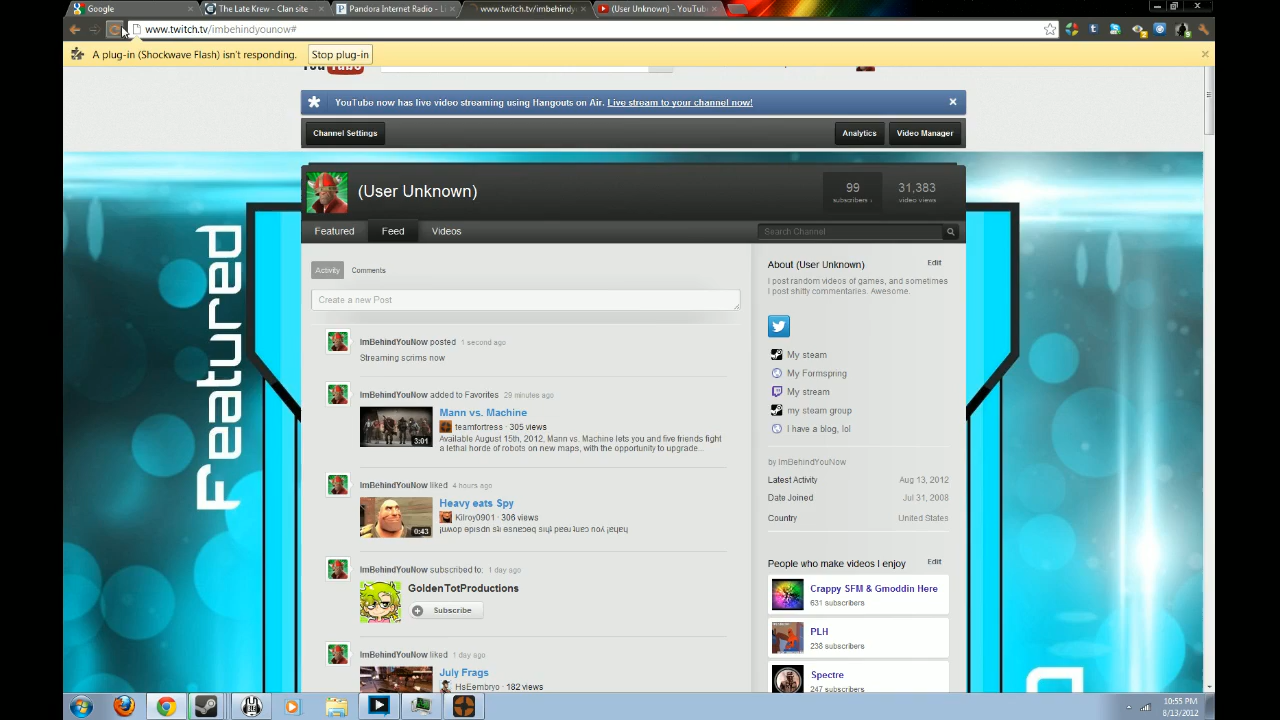 Google
The Late Krew - Clan site -
Pandora Internet Radio - L
www.twitch.tv/imbehindyo
(User Unknown) - YouTub
www.twitch.tv/imbehindyounow#
A plug-in (Shockwave Flash) isn't responding.
Stop plug-in
YouTube now has live video streaming using Hangouts on Air. Live stream to your channel now!
Channel Settings
Analytics
Video Manager
(User Unknown)
99
subscribers ›
31,383
video views
Featured
Feed
Videos
Search Channel
Activity
Comments
Create a new Post
ImBehindYouNow posted 1 second ago
Streaming scrims now
ImBehindYouNow added to Favorites 29 minutes ago
3:01
Mann vs. Machine
teamfortress · 305 views
Available August 15th, 2012, Mann vs. Machine lets you and five friends fight
a lethal horde of robots on new maps, with the opportunity to upgrade...
ImBehindYouNow liked 4 hours ago
0:43
Heavy eats Spy
Kilroy0901 · 306 views
ImBehindYouNow subscribed to: 1 day ago
GoldenTotProductions
Subscribe
ImBehindYouNow liked 1 day ago
July Frags
HsEembryo · 182 views
About (User Unknown)
Edit
I post random videos of games, and sometimes
I post shitty commentaries. Awesome.
My steam
My Formspring
My stream
my steam group
I have a blog, lol
by ImBehindYouNow
Latest Activity Aug 13, 2012
Date Joined Jul 31, 2008
Country United States
People who make videos I enjoy
Edit
Crappy SFM & Gmoddin Here
631 subscribers
PLH
238 subscribers
Spectre
247 subscribers
Featured
10:55 PM
8/13/2012